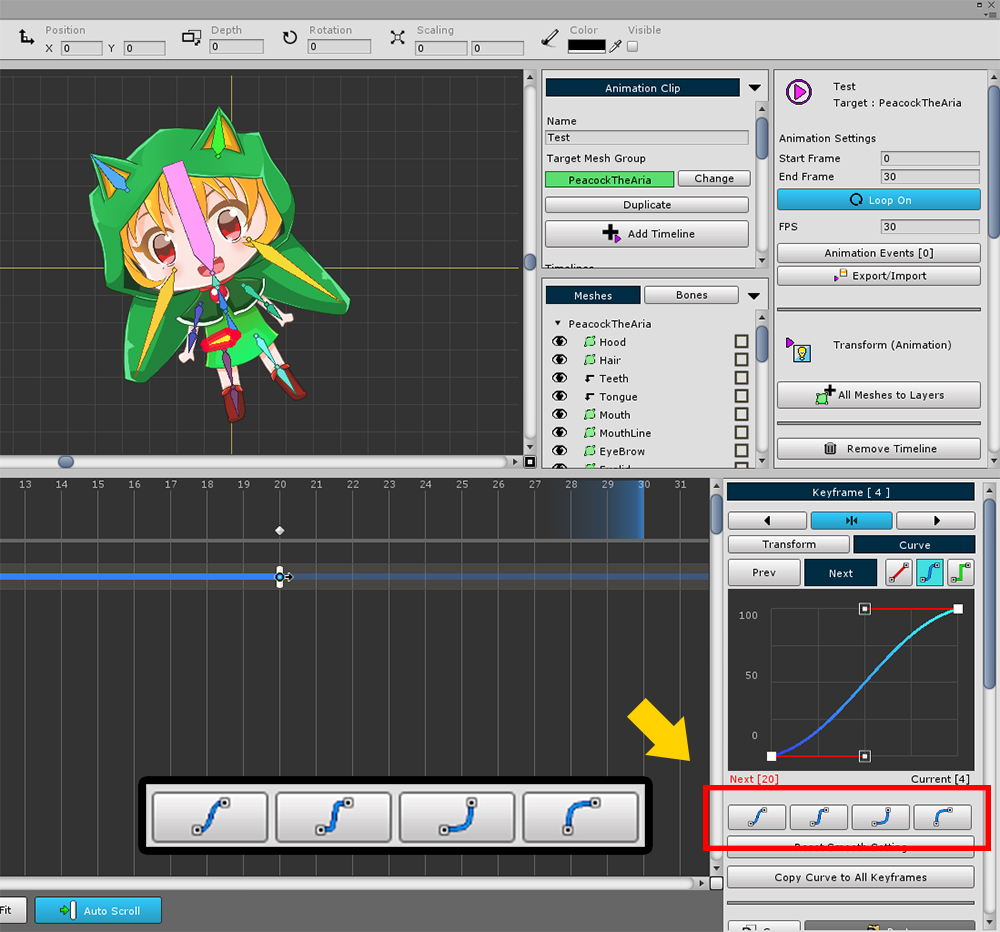 Position
X 0 Y 0
Depth
0
Rotation
0
Scaling
0 0
Color
Visible
Animation Clip
Name
Test
Target Mesh Group
PeacockTheAria Change
Duplicate
Add Timeline
Timelines
Test
Target : PeacockTheAria
Animation Settings
Start Frame 0
End Frame 30
Loop On
FPS 30
Animation Events [0]
Export/Import
Transform (Animation)
All Meshes to Layers
Remove Timeline
Meshes Bones
PeacockTheAria
Hood
Hair
Teeth
Tongue
Mouth
MouthLine
EyeBrow
13 14 15 16 17 18 19 20 21 22 23 24 25 26 27 28 29 30 31
Keyframe [ 4 ]
Transform Curve
Prev Next
100
50
0
Next [20] Current [4]
Reset Smooth Setting
Copy Curve to All Keyframes
Fit Auto Scroll